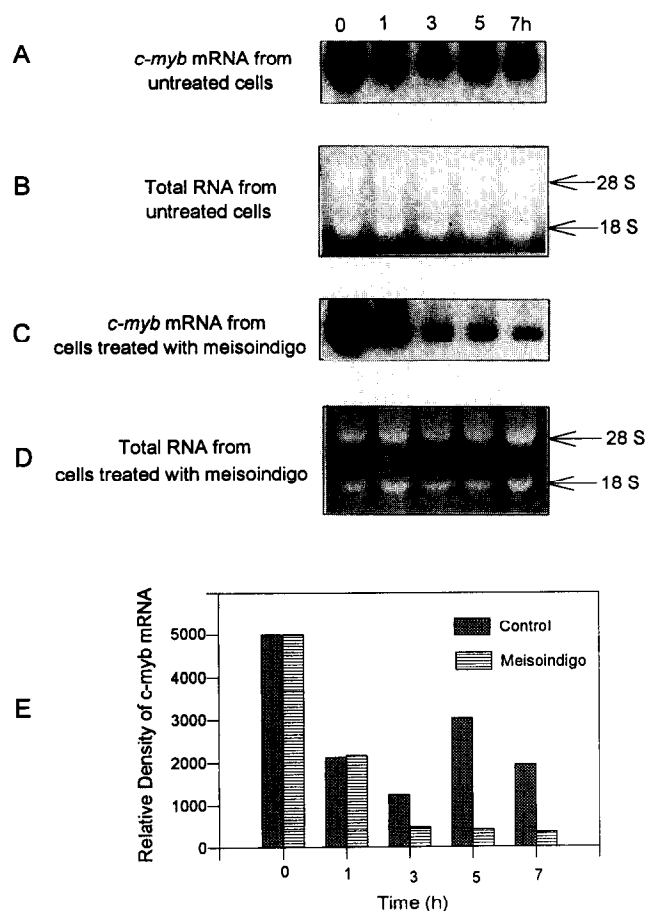 0 1 3 5 7h
A
c-myb mRNA from
untreated cells
B
Total RNA from
untreated cells
28 S
18 S
C
c-myb mRNA from
cells treated with meisoindigo
D
Total RNA from
cells treated with meisoindigo
28 S
18 S
E
Relative Density of c-myb mRNA
5000
4000
3000
2000
1000
0
Control
Meisoindigo
0 1 3 5 7
Time (h)